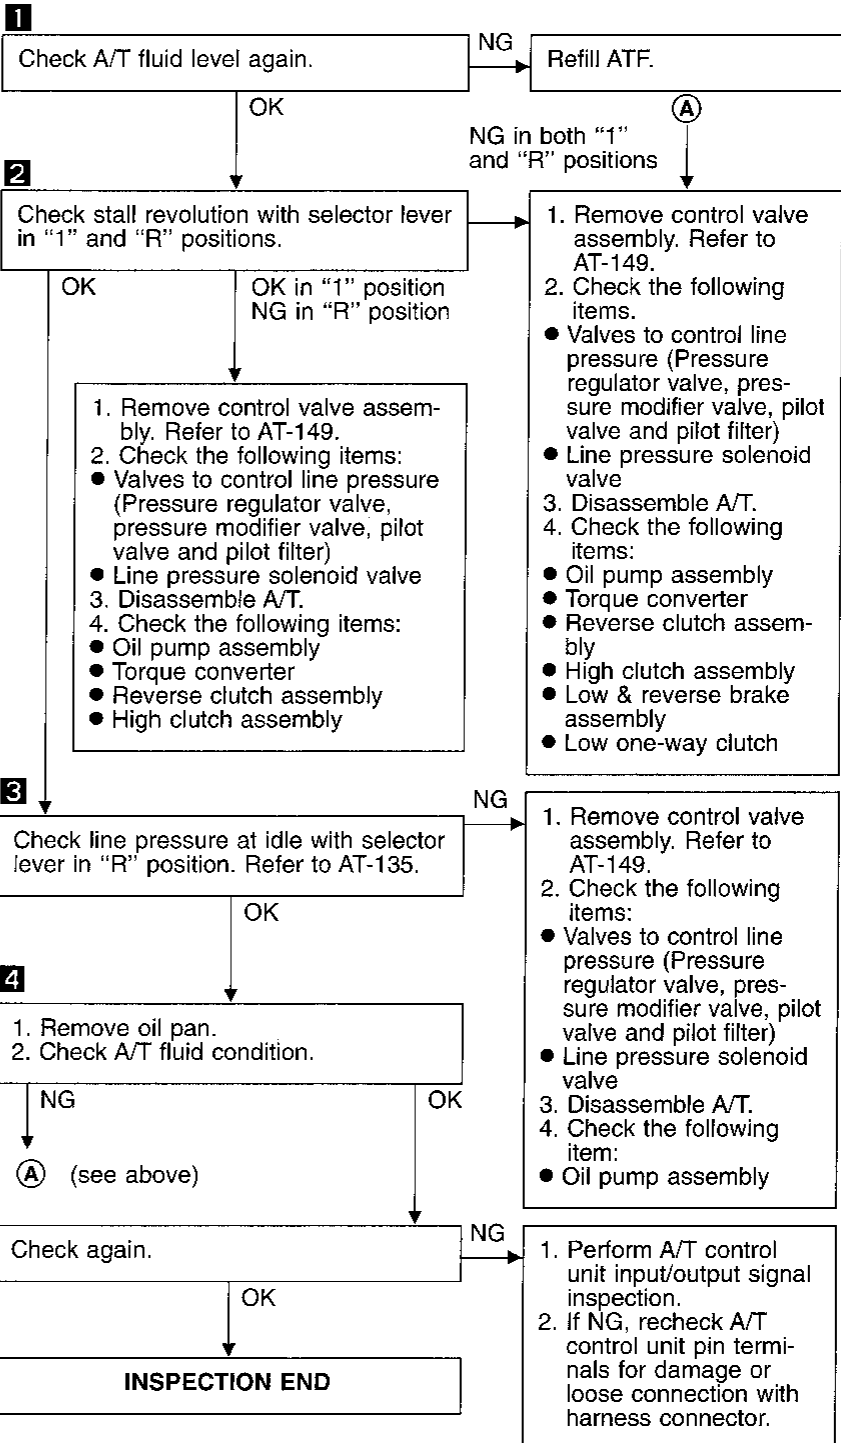 1
Check A/T fluid level again.
NG
Refill ATF.
OK
A
NG in both “1”
and “R” positions
2
Check stall revolution with selector lever
in “1” and “R” positions.
1. Remove control valve
assembly. Refer to
AT-149.
2. Check the following
items.
● Valves to control line
pressure (Pressure
regulator valve, pres-
sure modifier valve, pilot
valve and pilot filter)
● Line pressure solenoid
valve
3. Disassemble A/T.
4. Check the following
items:
● Oil pump assembly
● Torque converter
● Reverse clutch assem-
bly
● High clutch assembly
● Low & reverse brake
assembly
● Low one-way clutch
OK
OK in “1” position
NG in “R” position
1. Remove control valve assem-
bly. Refer to AT-149.
2. Check the following items:
● Valves to control line pressure
(Pressure regulator valve,
pressure modifier valve, pilot
valve and pilot filter)
● Line pressure solenoid valve
3. Disassemble A/T.
4. Check the following items:
● Oil pump assembly
● Torque converter
● Reverse clutch assembly
● High clutch assembly
3
Check line pressure at idle with selector
lever in “R” position. Refer to AT-135.
NG
1. Remove control valve
assembly. Refer to
AT-149.
2. Check the following
items:
● Valves to control line
pressure (Pressure
regulator valve, pres-
sure modifier valve, pilot
valve and pilot filter)
● Line pressure solenoid
valve
3. Disassemble A/T.
4. Check the following
item:
● Oil pump assembly
OK
4
1. Remove oil pan.
2. Check A/T fluid condition.
NG
OK
A (see above)
Check again.
NG
1. Perform A/T control
unit input/output signal
inspection.
2. If NG, recheck A/T
control unit pin termi-
nals for damage or
loose connection with
harness connector.
OK
INSPECTION END